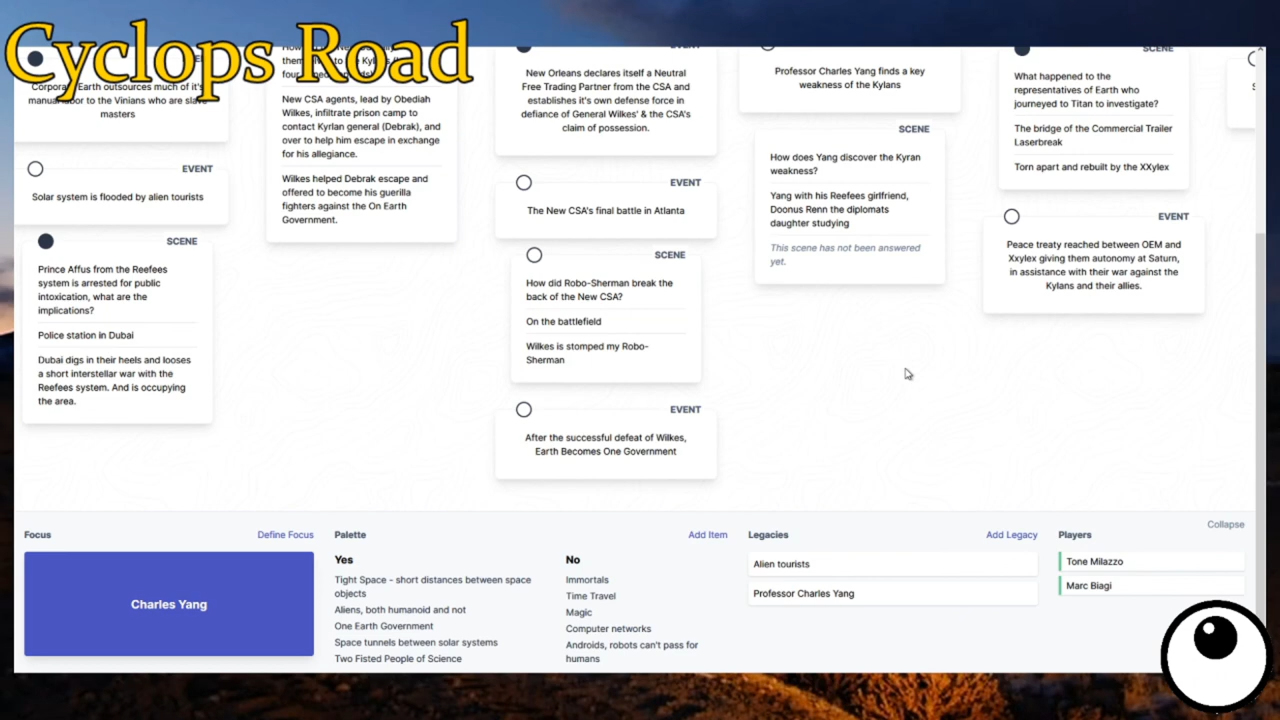 Cyclops Road
Corporate Earth outsources much of it's
manual labor to the Vinians who are slave
masters
EVENT
Solar system is flooded by alien tourists
SCENE
Prince Affus from the Reefees
system is arrested for public
intoxication, what are the
implications?
Police station in Dubai
Dubai digs in their heels and looses
a short interstellar war with the
Reefees system. And is occupying
the area.
New CSA agents, lead by Obediah
Wilkes, infiltrate prison camp to
contact Kyrlan general (Debrak), and
over to help him escape in exchange
for his allegiance.
Wilkes helped Debrak escape and
offered to become his guerilla
fighters against the On Earth
Government.
EVENT
New Orleans declares itself a Neutral
Free Trading Partner from the CSA and
establishes it's own defense force in
defiance of General Wilkes' & the CSA's
claim of possession.
EVENT
The New CSA's final battle in Atlanta
SCENE
How did Robo-Sherman break the
back of the New CSA?
On the battlefield
Wilkes is stomped my Robo-
Sherman
EVENT
After the successful defeat of Wilkes,
Earth Becomes One Government
Professor Charles Yang finds a key
weakness of the Kylans
SCENE
How does Yang discover the Kyran
weakness?
Yang with his Reefees girlfriend,
Doonus Renn the diplomats
daughter studying
This scene has not been answered
yet.
SCENE
What happened to the
representatives of Earth who
journeyed to Titan to investigate?
The bridge of the Commercial Trailer
Laserbreak
Torn apart and rebuilt by the XXylex
EVENT
Peace treaty reached between OEM and
Xxylex giving them autonomy at Saturn,
in assistance with their war against the
Kylans and their allies.
Collapse
Focus
Define Focus
Charles Yang
Palette
Add Item
Yes
Tight Space - short distances between space
objects
Aliens, both humanoid and not
One Earth Government
Space tunnels between solar systems
Two Fisted People of Science
No
Immortals
Time Travel
Magic
Computer networks
Androids, robots can't pass for
humans
Legacies
Add Legacy
Alien tourists
Professor Charles Yang
Players
Tone Milazzo
Marc Biagi